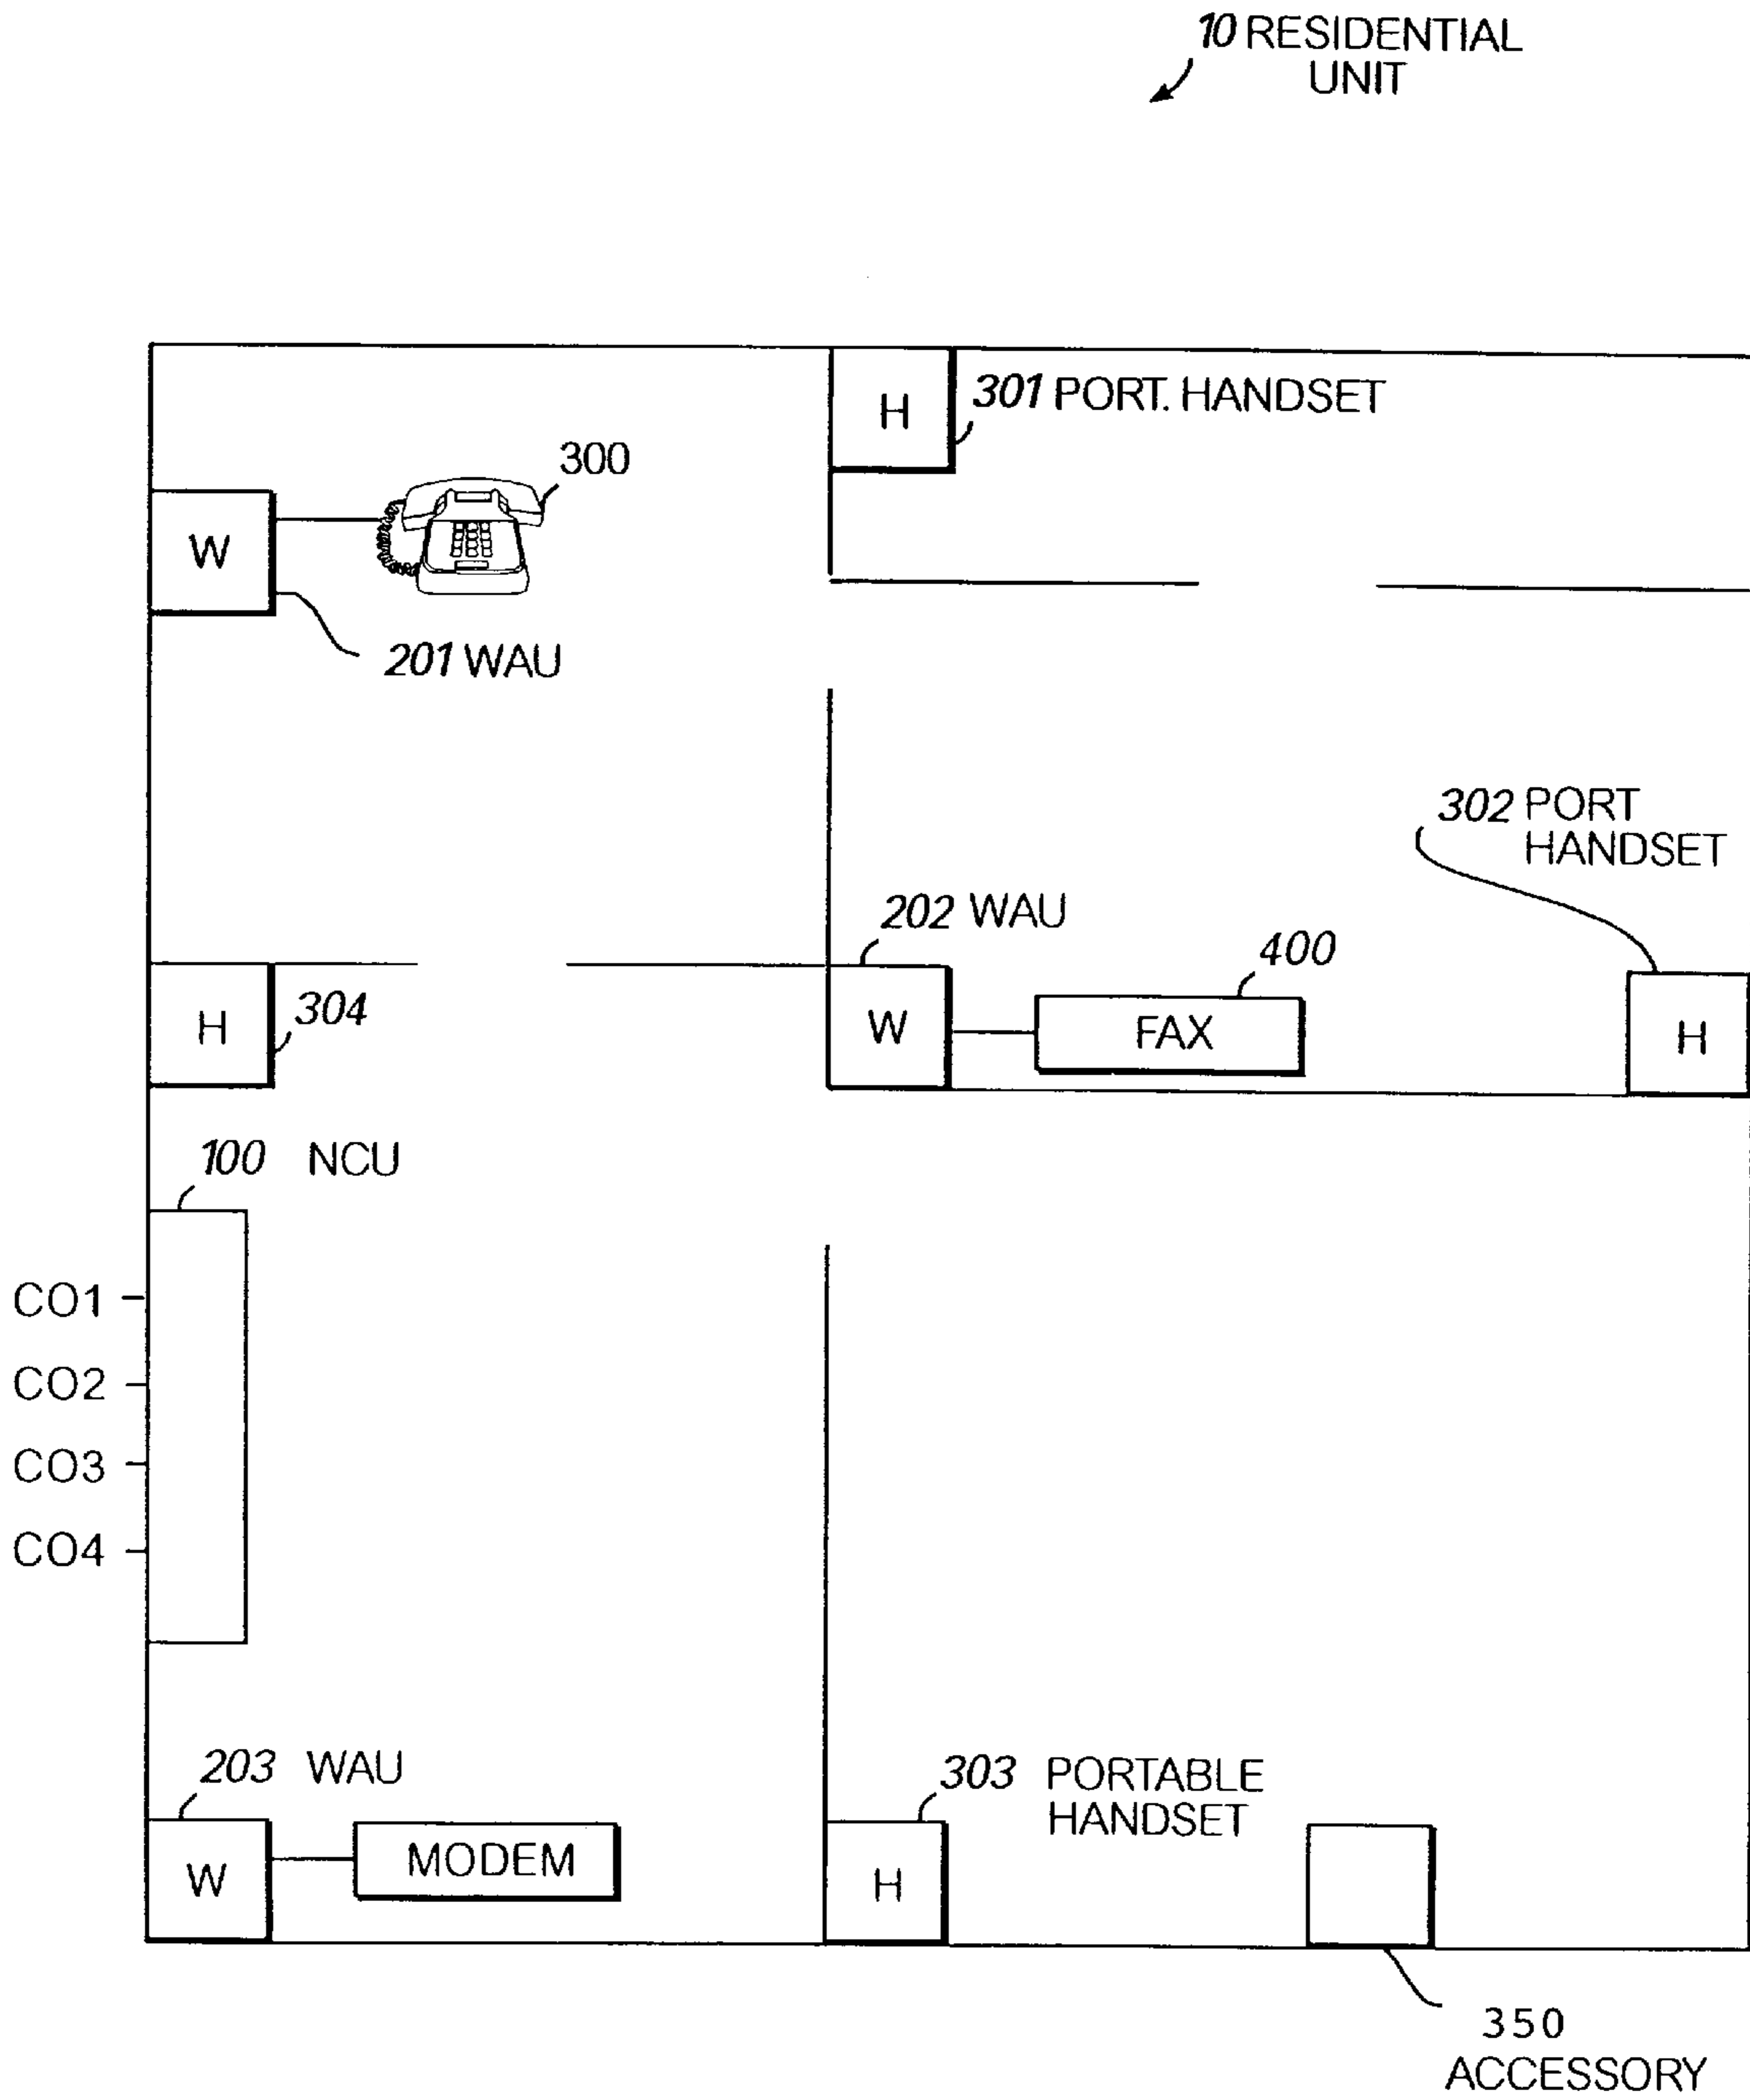 10 RESIDENTIAL
UNIT
H
301 PORT. HANDSET
300
W
201 WAU
302 PORT
HANDSET
202 WAU
400
H
304
W
FAX
H
100 NCU
CO1
CO2
CO3
CO4
203 WAU
303 PORTABLE
HANDSET
W
MODEM
H
350
ACCESSORY